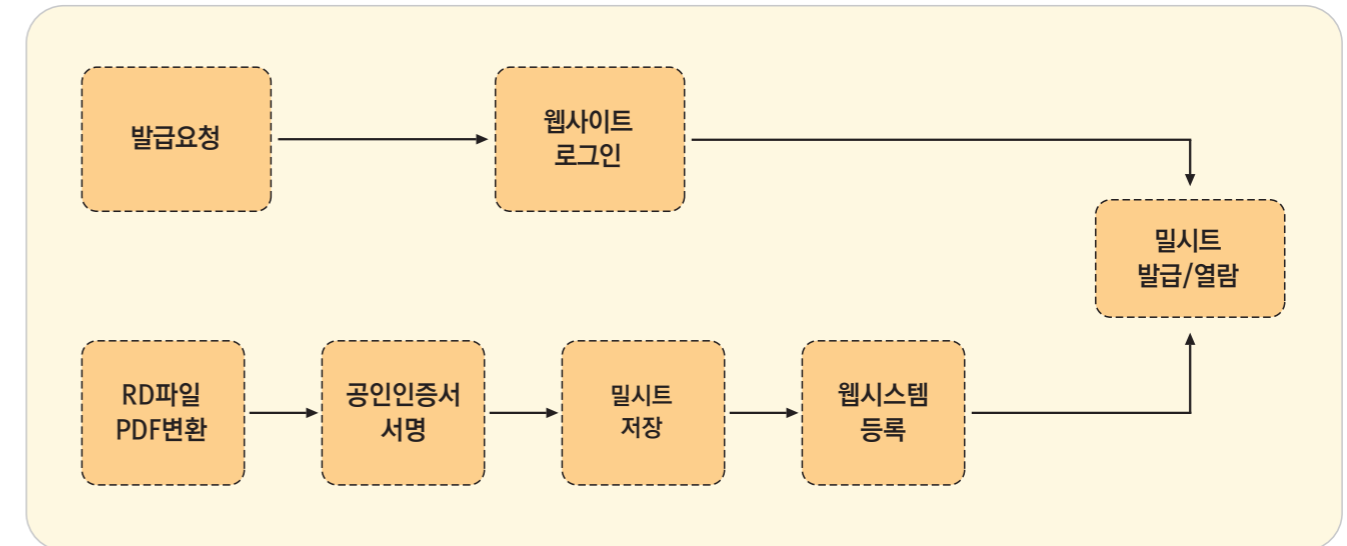 발급요청
웹사이트
로그인
밀시트
발급/열람
RD파일
PDF변환
공인인증서
서명
밀시트
저장
웹시스템
등록